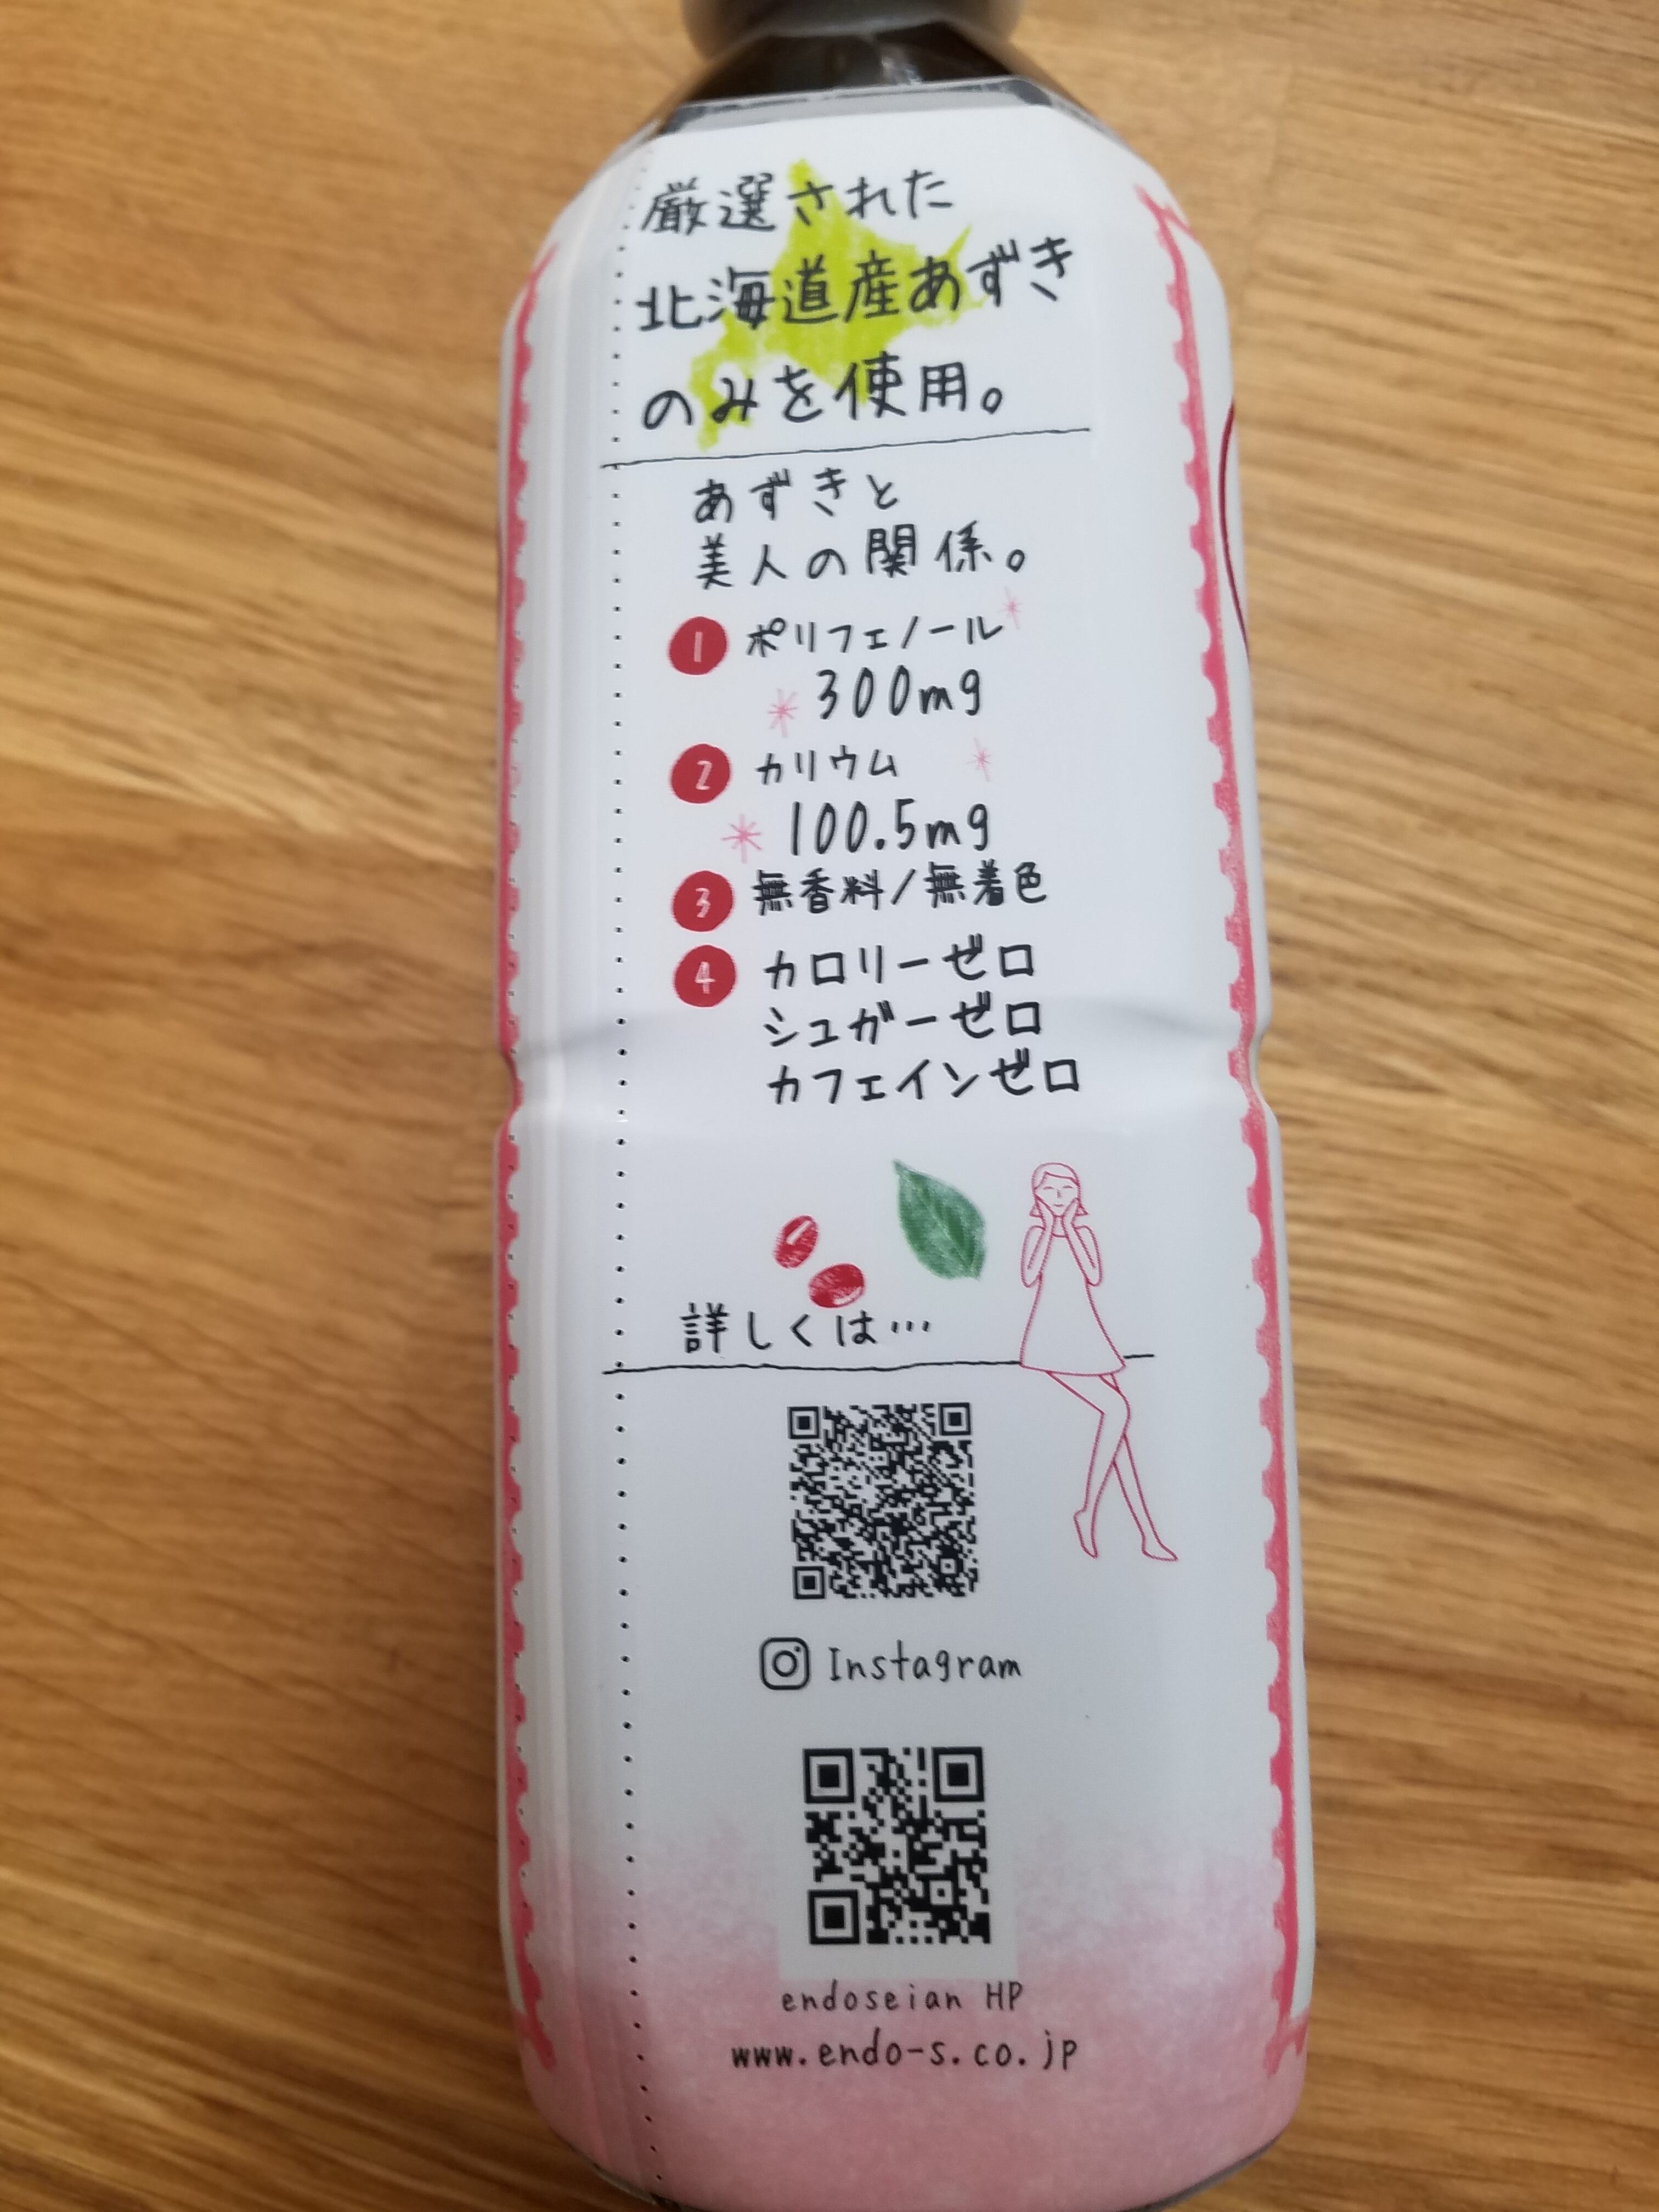 厳選された
北海道産あずき
のみを使用。
あずきと
美人の関係。
1 ポリフェノール
300mg
2 カリウム
100.5mg
3 無香料/無着色
4 カロリーゼロ
シュガーゼロ
カフェインゼロ
詳しくは…
Instagram
endoseian HP
www.endo-s.co.jp